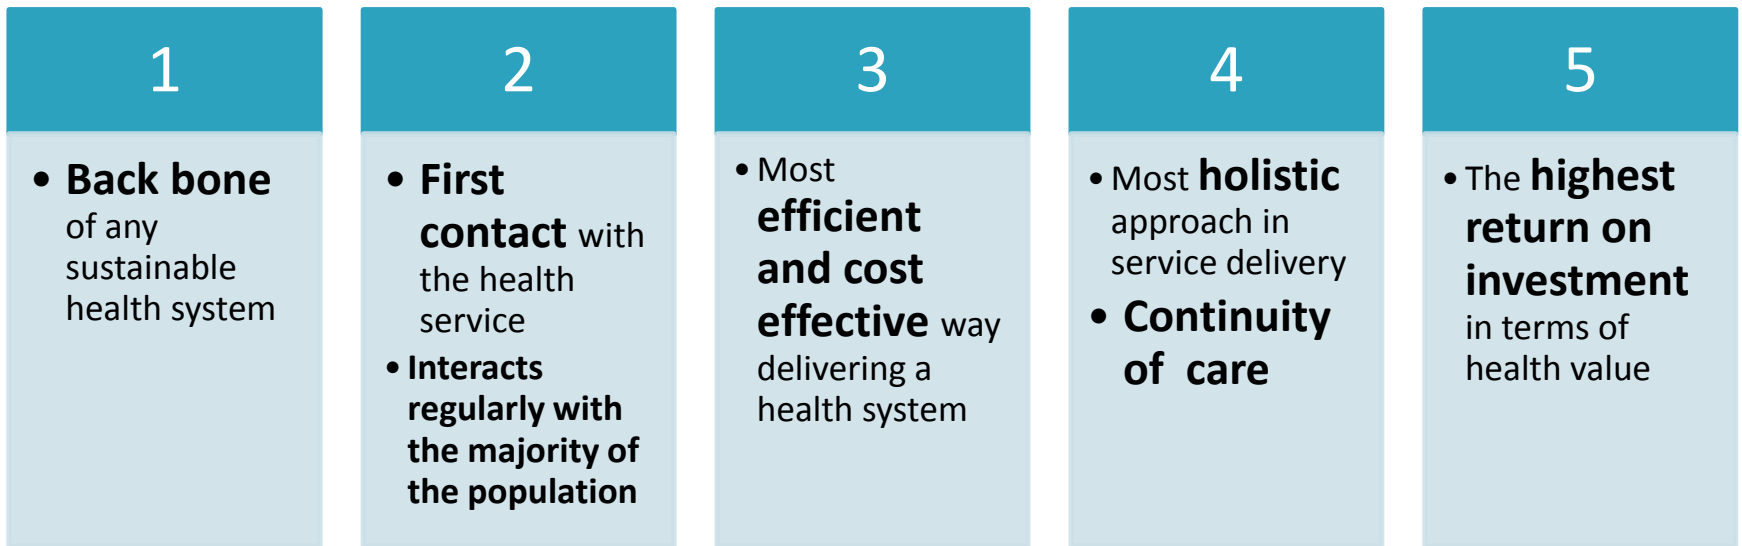 1
• Back bone
of any
sustainable
health system
2
• First
contact with
the health
service
• Interacts
regularly with
the majority of
the population
3
• Most
efficient
and cost
effective way
delivering a
health system
4
• Most holistic
approach in
service delivery
• Continuity
of care
5
• The highest
return on
investment
in terms of
health value